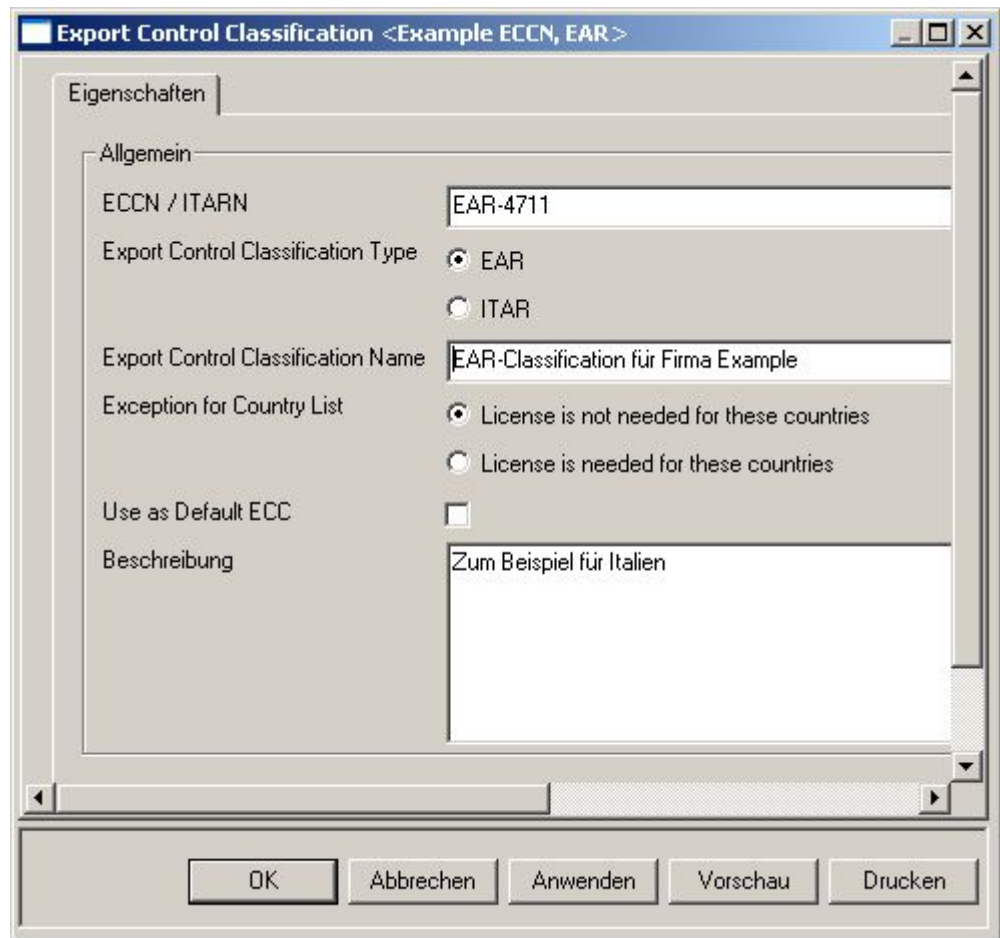 Export Control Classification <Example ECCN, EAR>
Eigenschaften
Allgemein
ECCN / ITARN
EAR-4711
Export Control Classification Type
EAR
ITAR
Export Control Classification Name
EAR-Classification für Firma Example
Exception for Country List
License is not needed for these countries
License is needed for these countries
Use as Default ECC
Beschreibung
Zum Beispiel für Italien
OK
Abbrechen
Anwenden
Vorschau
Drucken